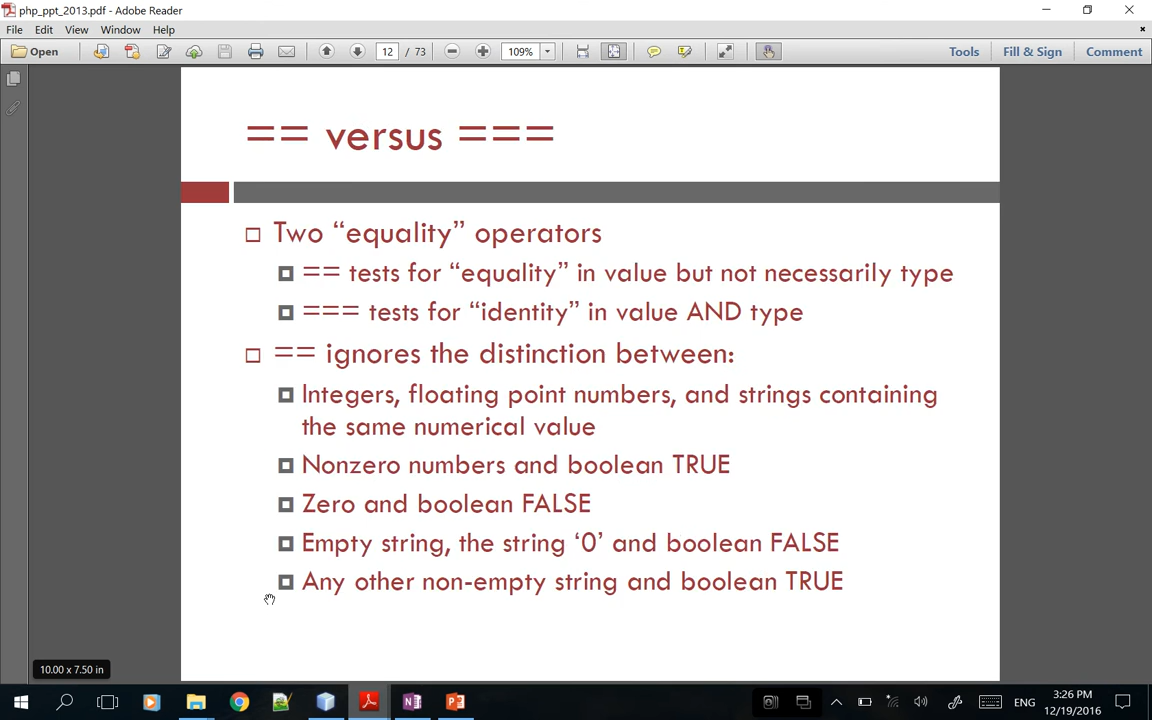 php_ppt_2013.pdf - Adobe Reader
File Edit View Window Help
Open 12 / 73 109% Tools Fill & Sign Comment
== versus ===
Two “equality” operators
== tests for “equality” in value but not necessarily type
=== tests for “identity” in value AND type
== ignores the distinction between:
Integers, floating point numbers, and strings containing
the same numerical value
Nonzero numbers and boolean TRUE
Zero and boolean FALSE
Empty string, the string ‘0’ and boolean FALSE
Any other non-empty string and boolean TRUE
10.00 x 7.50 in
ENG 3:26 PM
12/19/2016